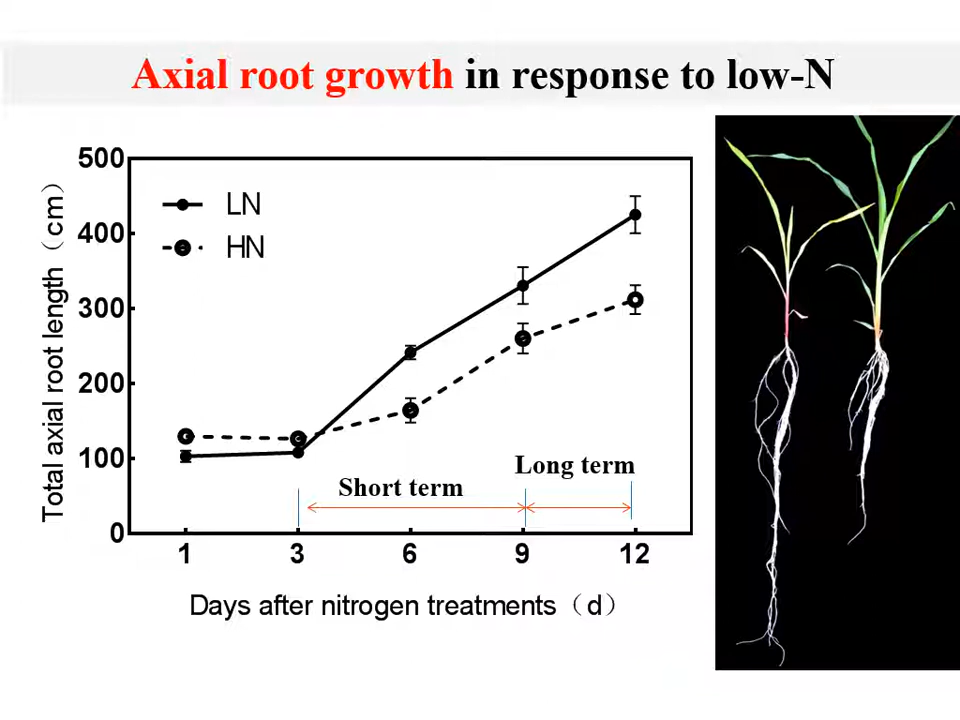 Axial root growth in response to low-N
500
400
300
200
100
0
Total axial root length（cm）
LN
HN
Short term
Long term
1 3 6 9 12
Days after nitrogen treatments（d）